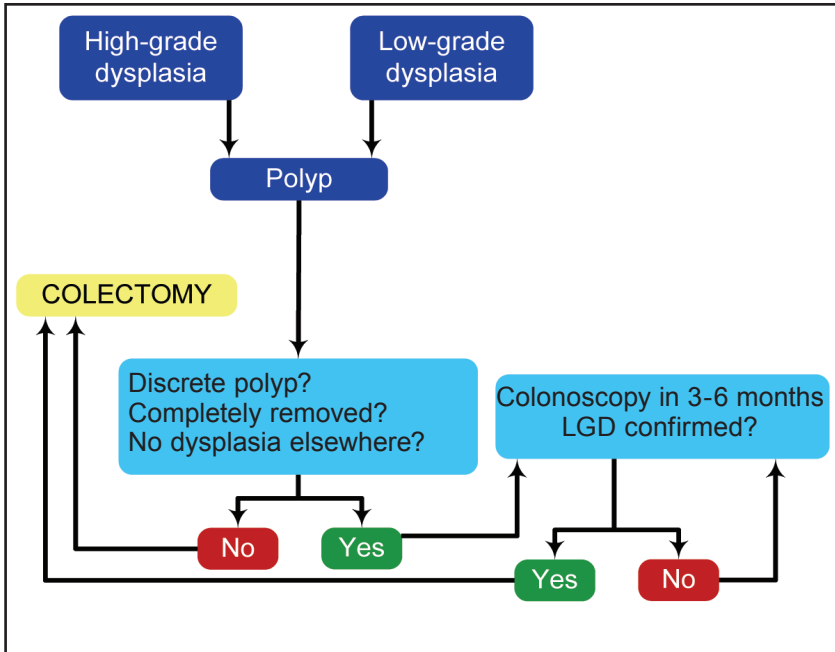 High-grade
dysplasia
Low-grade
dysplasia
Polyp
COLECTOMY
Discrete polyp?
Completely removed?
No dysplasia elsewhere?
Colonoscopy in 3-6 months
LGD confirmed?
No
Yes
Yes
No